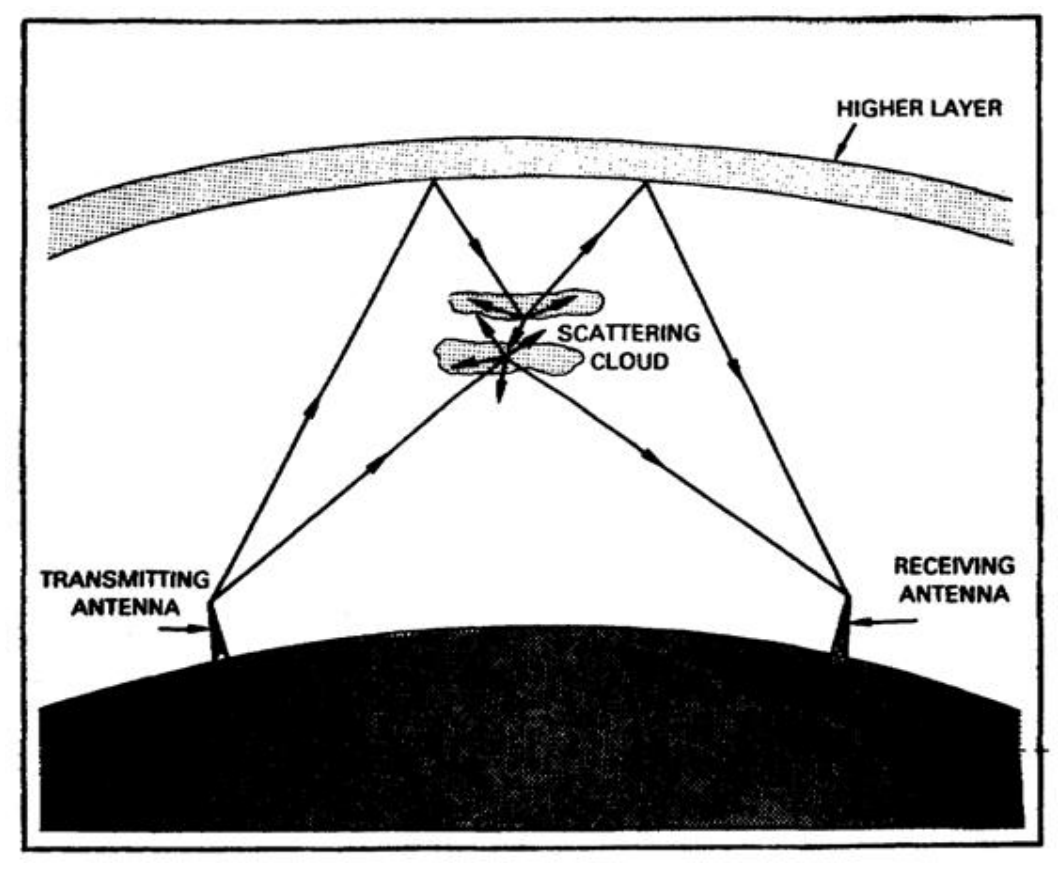 HIGHER LAYER
SCATTERING
CLOUD
TRANSMITTING
ANTENNA
RECEIVING
ANTENNA